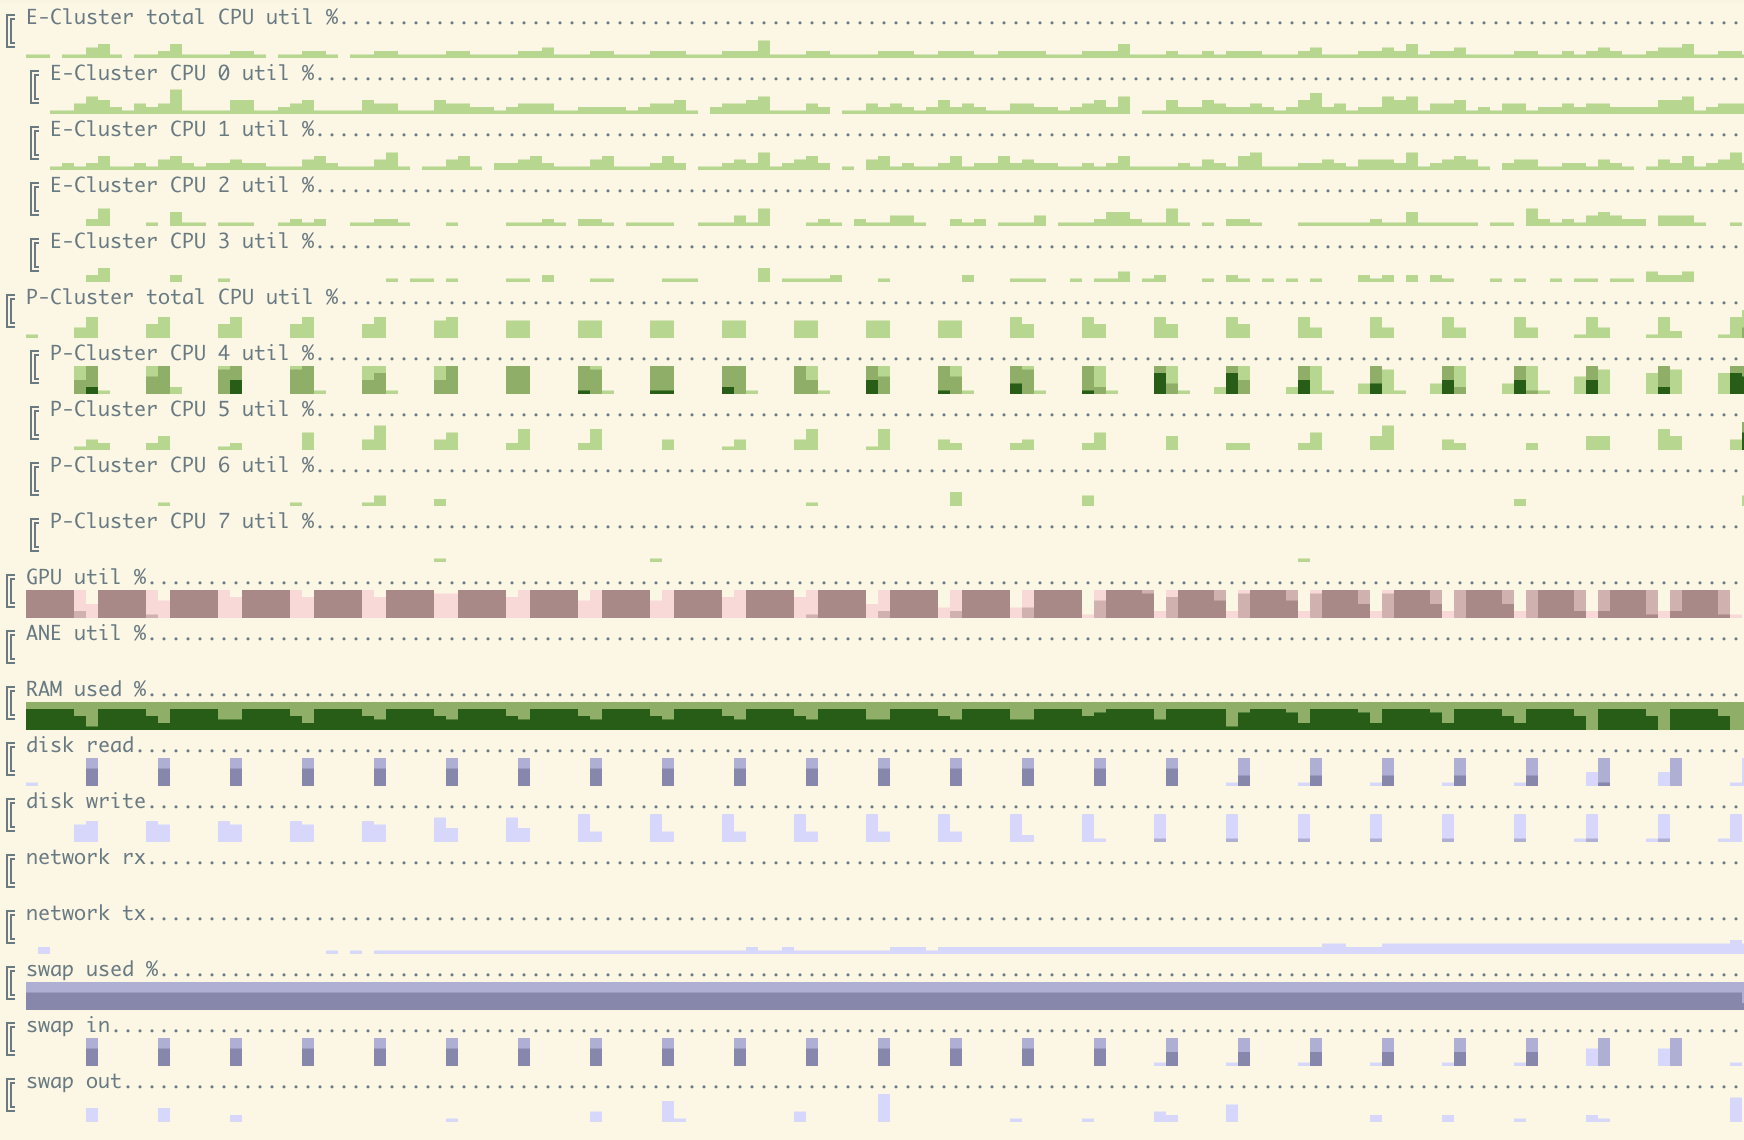 E-Cluster total CPU util %
E-Cluster CPU 0 util %
E-Cluster CPU 1 util %
E-Cluster CPU 2 util %
E-Cluster CPU 3 util %
P-Cluster total CPU util %
P-Cluster CPU 4 util %
P-Cluster CPU 5 util %
P-Cluster CPU 6 util %
P-Cluster CPU 7 util %
GPU util %
ANE util %
RAM used %
disk read
disk write
network rx
network tx
swap used %
swap in
swap out